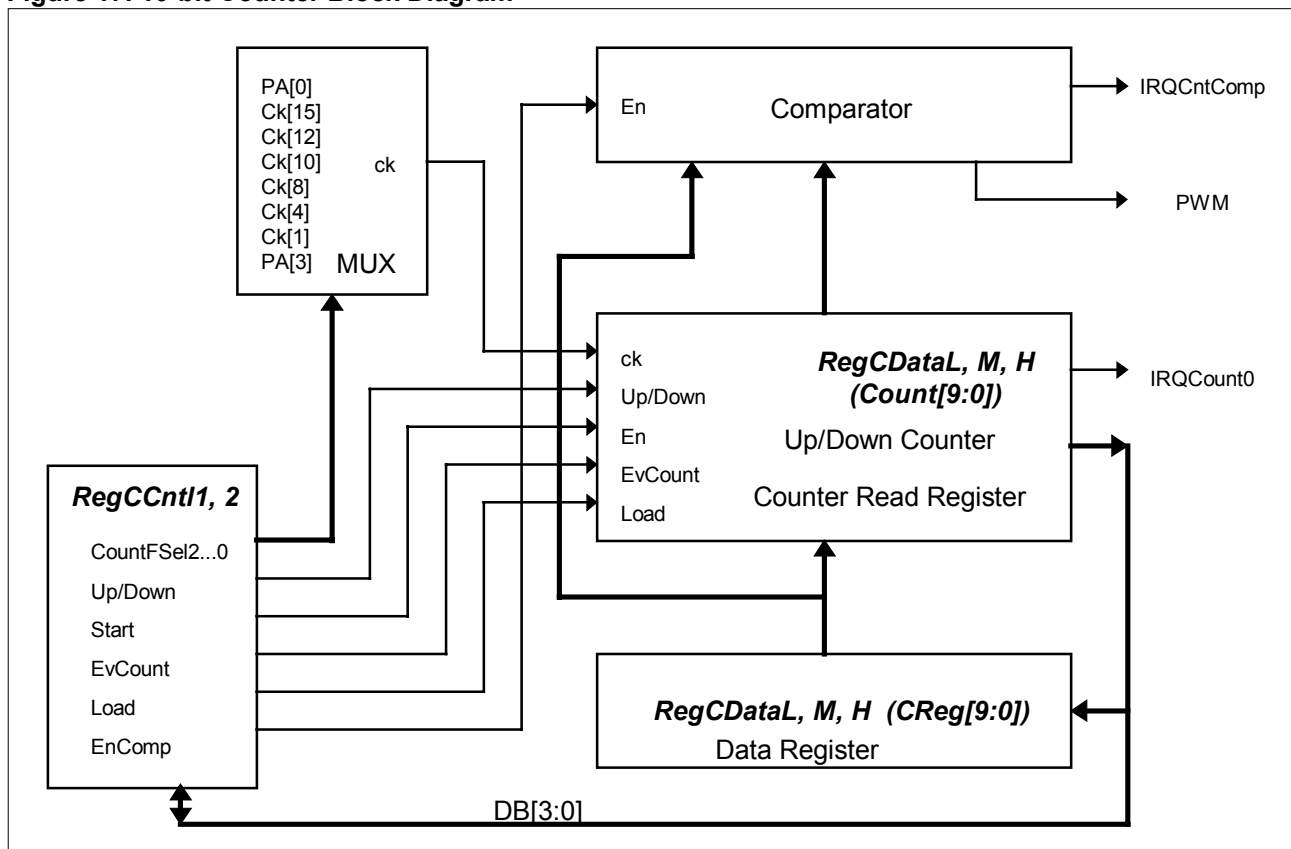 PA[0]
Ck[15]
Ck[12]
Ck[10]
Ck[8]
Ck[4]
Ck[1]
PA[3]
ck
MUX
En
Comparator
IRQCntComp
PWM
ck
Up/Down
En
EvCount
Load
RegCDataL, M, H
(Count[9:0])
Up/Down Counter
Counter Read Register
IRQCount0
RegCCntl1, 2
CountFSel2...0
Up/Down
Start
EvCount
Load
EnComp
RegCDataL, M, H (CReg[9:0])
Data Register
DB[3:0]